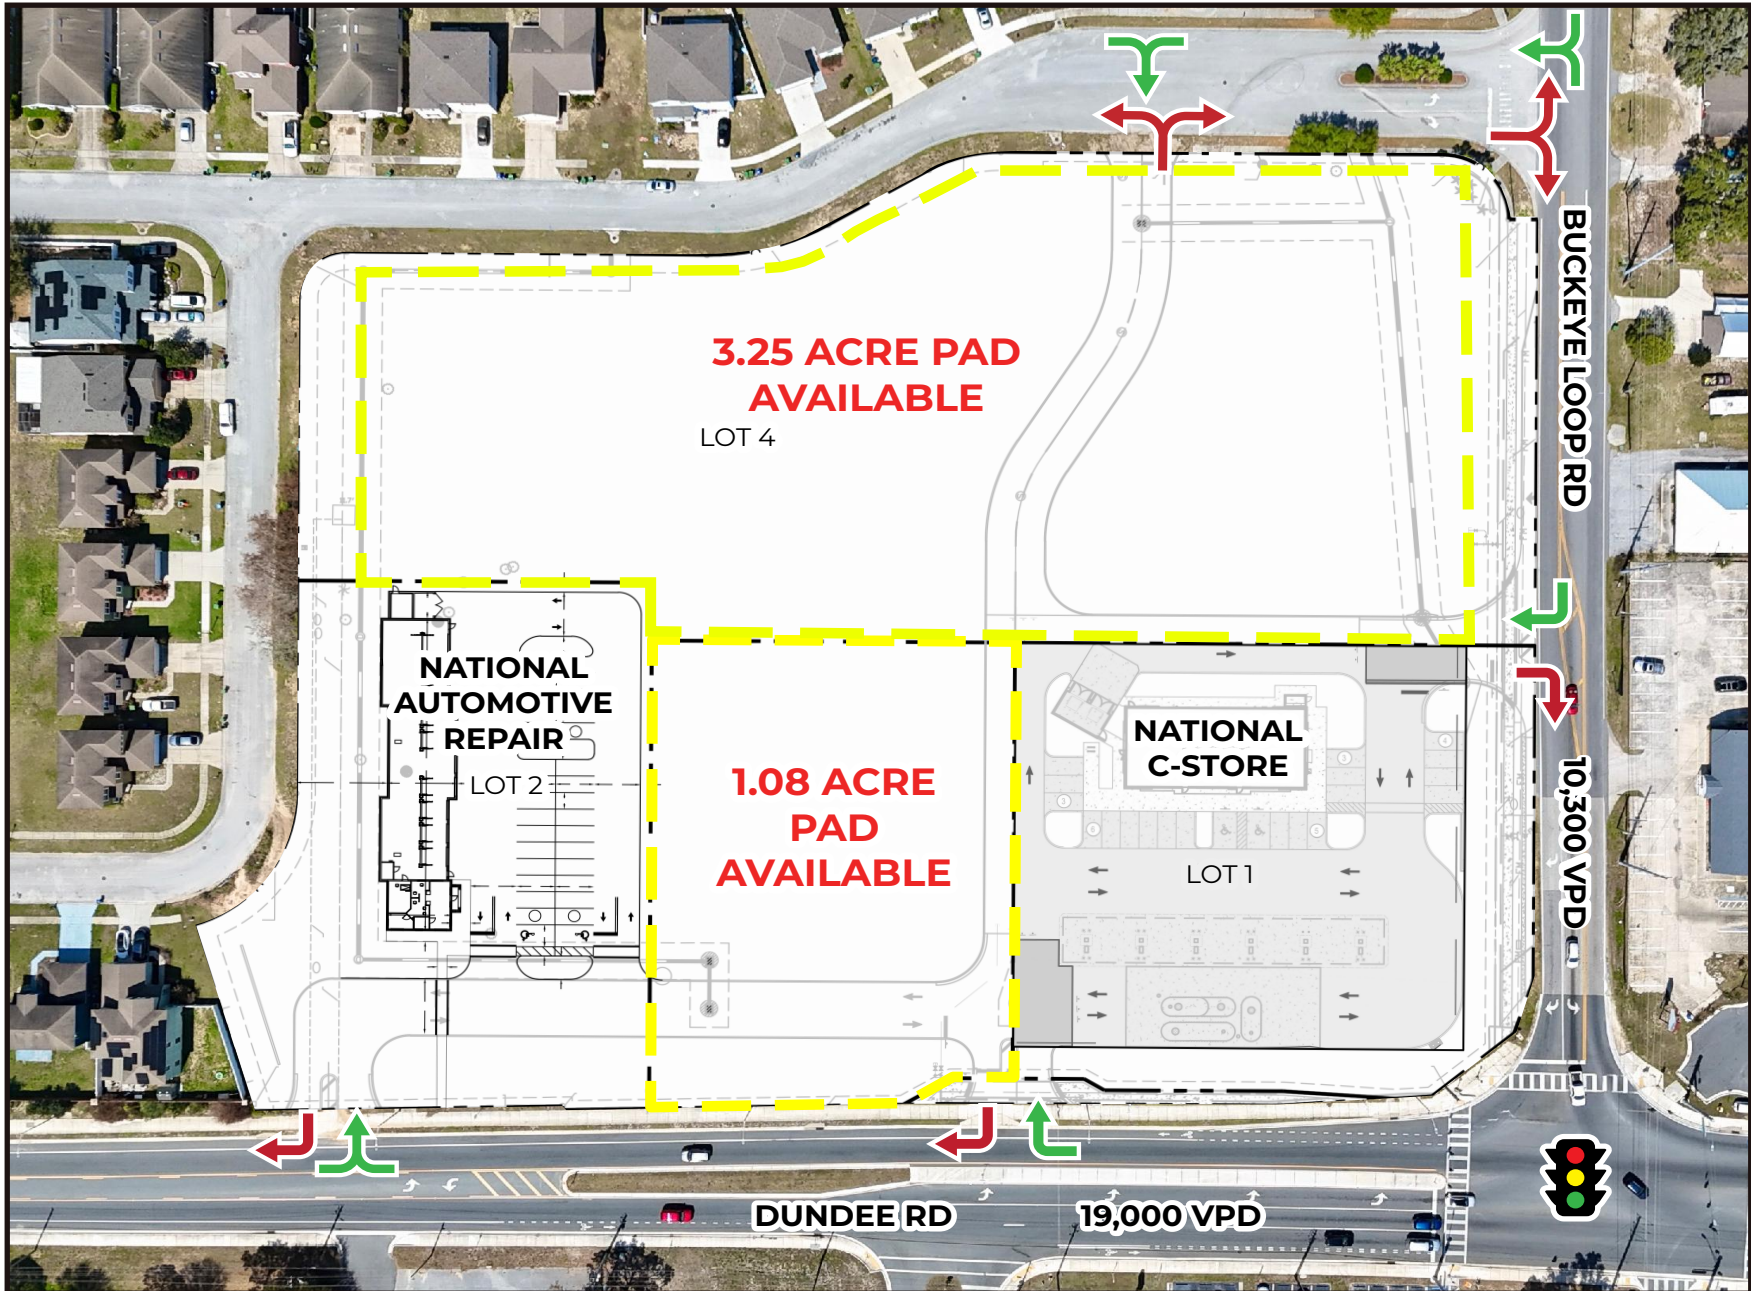 3.25 ACRE PAD
AVAILABLE
LOT 4
BUCKEYE LOOP RD
NATIONAL
AUTOMOTIVE
REPAIR
LOT 2
1.08 ACRE
PAD
AVAILABLE
NATIONAL
C-STORE
LOT 1
10,300 VPD
DUNDEE RD
19,000 VPD